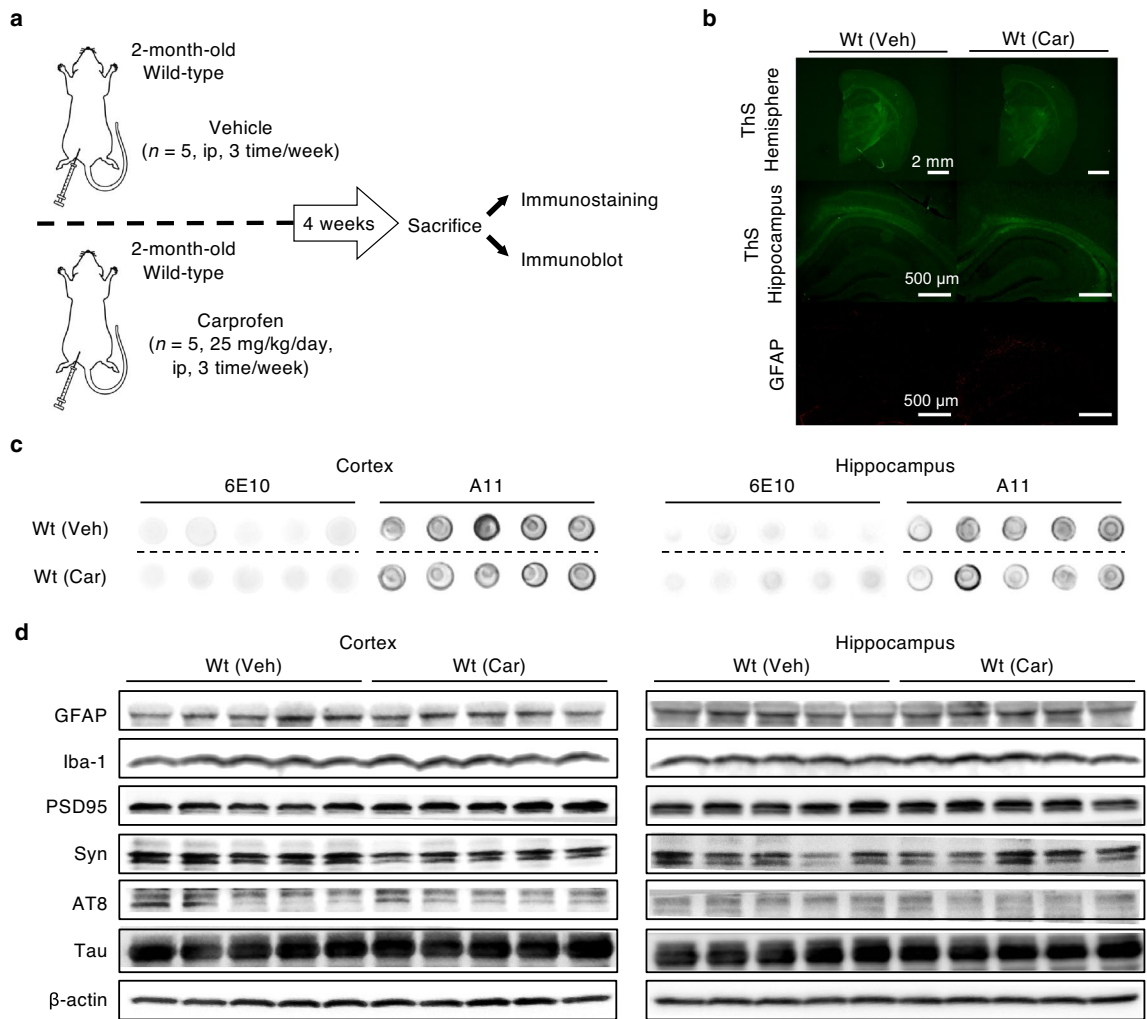 a
2-month-old
Wild-type
Vehicle
(n = 5, ip, 3 time/week)
4 weeks
Sacrifice
Immunostaining
Immunoblot
2-month-old
Wild-type
Carprofen
(n = 5, 25 mg/kg/day,
ip, 3 time/week)
b
Wt (Veh)
Wt (Car)
ThS
Hemisphere
2 mm
ThS
Hippocampus
500 µm
GFAP
500 µm
c
Cortex
Hippocampus
6E10
A11
6E10
A11
Wt (Veh)
Wt (Car)
d
Cortex
Hippocampus
Wt (Veh)
Wt (Car)
Wt (Veh)
Wt (Car)
GFAP
Iba-1
PSD95
Syn
AT8
Tau
β-actin